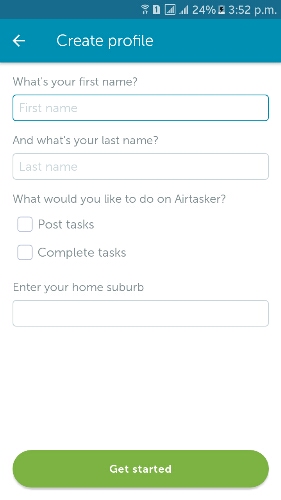 24% 3:52 p.m.
Create profile
What's your first name?
First name
And what's your last name?
Last name
What would you like to do on Airtasker?
Post tasks
Complete tasks
Enter your home suburb
Get started